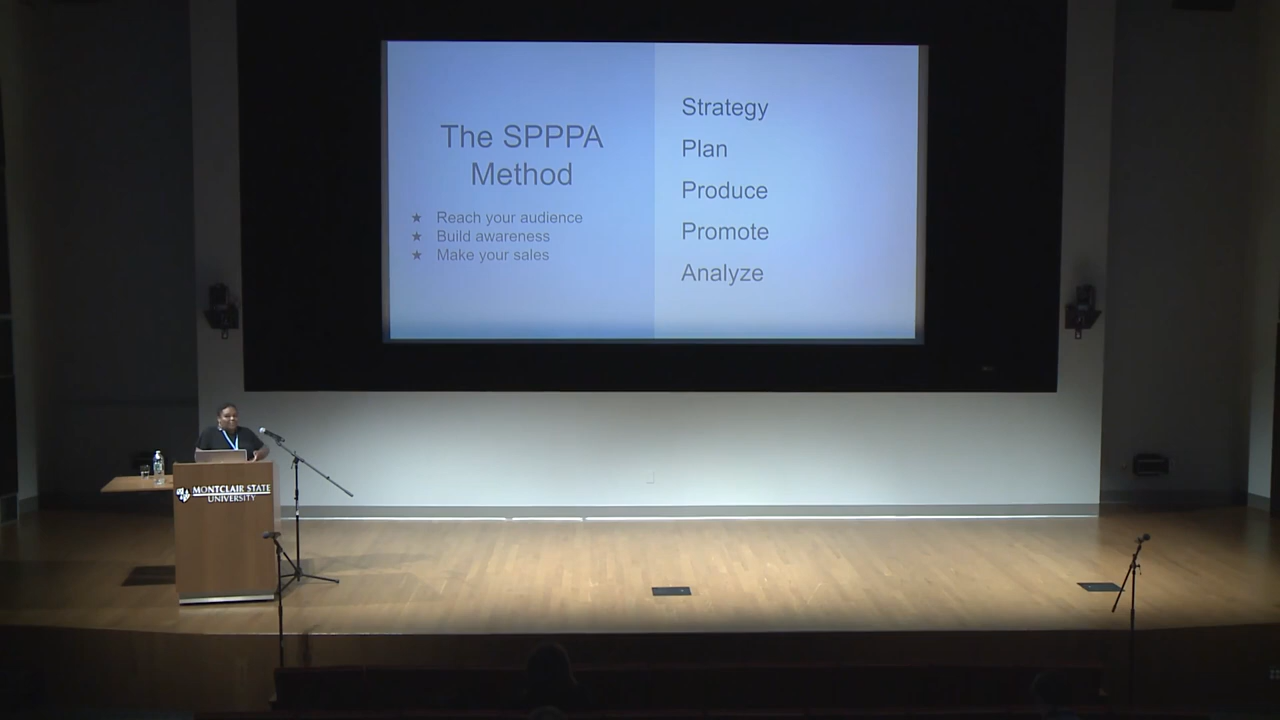 The SPPPA
Method
★ Reach your audience
★ Build awareness
★ Make your sales
Strategy
Plan
Produce
Promote
Analyze
MONTCLAIR STATE
UNIVERSITY